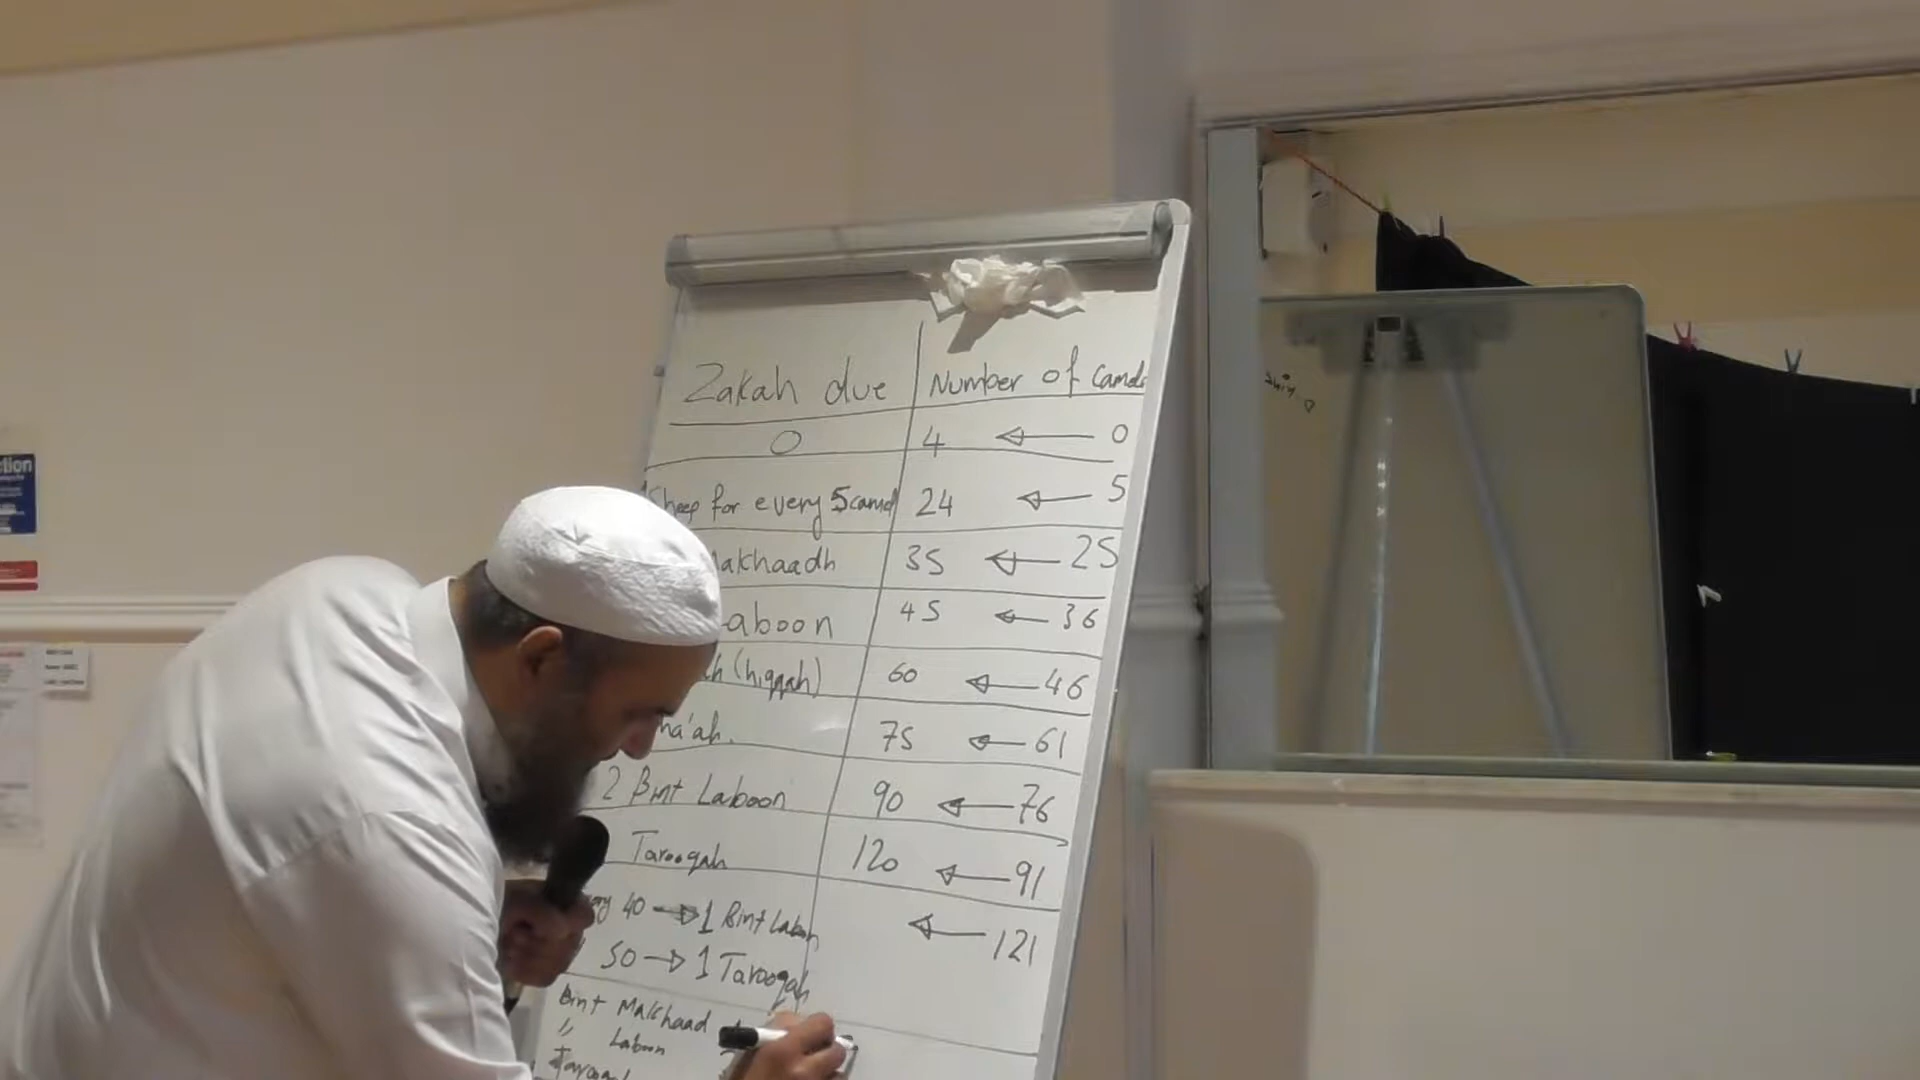 Zakah due Number of camels
0 4 0
Sheep for every 5 camel 24 5
Makhaadh 35 25
Laboon 45 36
(hiqqah) 60 46
75 61
2 Bint Laboon 90 76
Tarooqah 120 91
40 → 1 Bint Laboon 121
50 → 1 Tarooqah
Bint Makhaad
" Laboon
tion